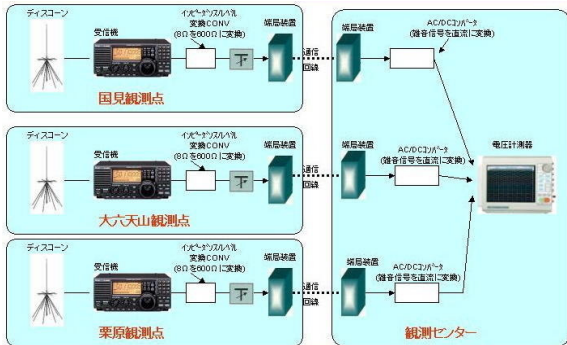 ディスコーン
受信機
インピーダンス/レベル
変換CONV
(8Ωを600Ωに変換)
端局装置
国見観測点
通信
回線
端局装置
AC/DCコンバータ
(雑音信号を直流に変換)
ディスコーン
受信機
インピーダンス/レベル
変換CONV
(8Ωを600Ωに変換)
端局装置
大六天山観測点
通信
回線
端局装置
AC/DCコンバータ
(雑音信号を直流に変換)
電圧計測器
ディスコーン
受信機
インピーダンス/レベル
変換CONV
(8Ωを600Ωに変換)
端局装置
栗原観測点
通信
回線
端局装置
AC/DCコンバータ
(雑音信号を直流に変換)
観測センター